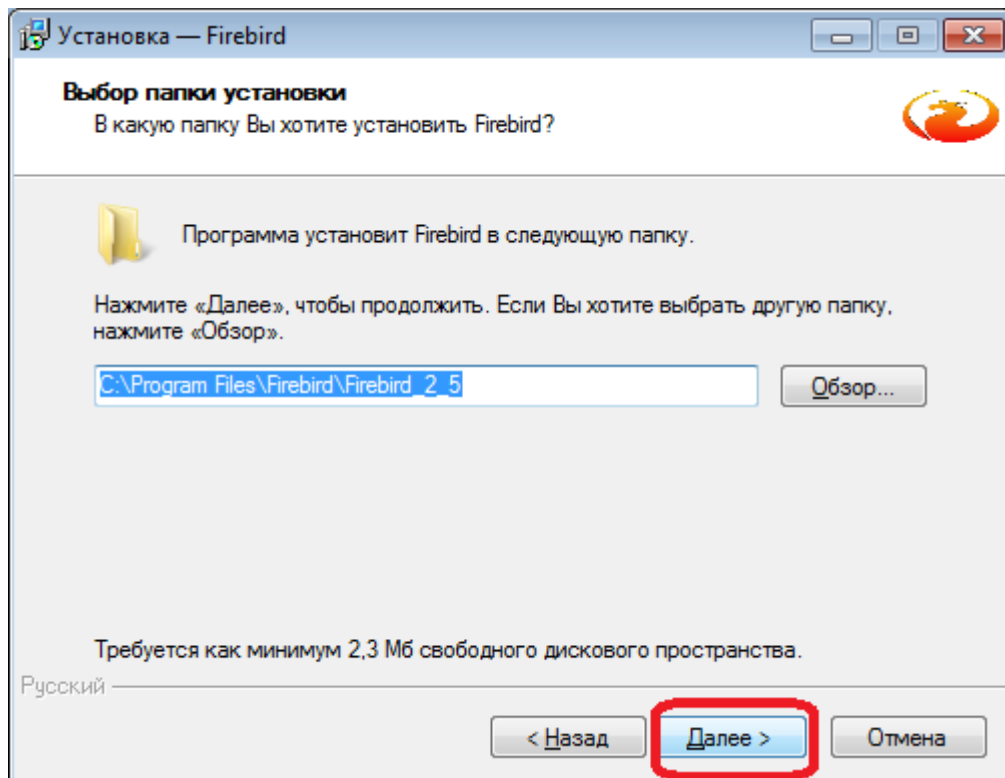 Установка — Firebird
Выбор папки установки
В какую папку Вы хотите установить Firebird?
Программа установит Firebird в следующую папку.
Нажмите «Далее», чтобы продолжить. Если Вы хотите выбрать другую папку,
нажмите «Обзор».
C:\Program Files\Firebird\Firebird_2_5
Обзор...
Требуется как минимум 2,3 Мб свободного дискового пространства.
Русский
< Назад
Далее >
Отмена